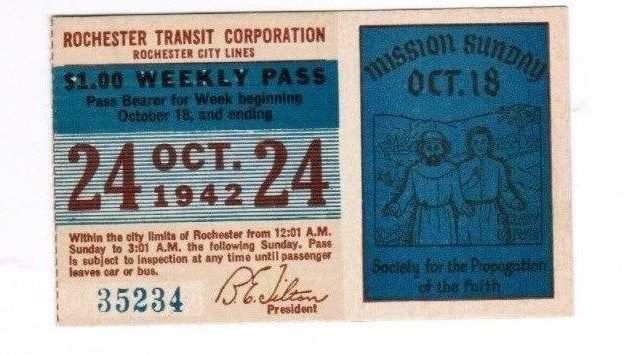 ROCHESTER TRANSIT CORPORATION
ROCHESTER CITY LINES
$1.00 WEEKLY PASS
Pass Bearer for Week beginning
October 18, and ending
24 OCT. 1942 24
Within the city limits of Rochester from 12:01 A.M.
Sunday to 3:01 A.M. the following Sunday. Pass
is subject to inspection at any time until passenger
leaves car or bus.
35234
B.E. Tilton
President
Mission Sunday
OCT. 18
Society for the Propagation
of the Faith